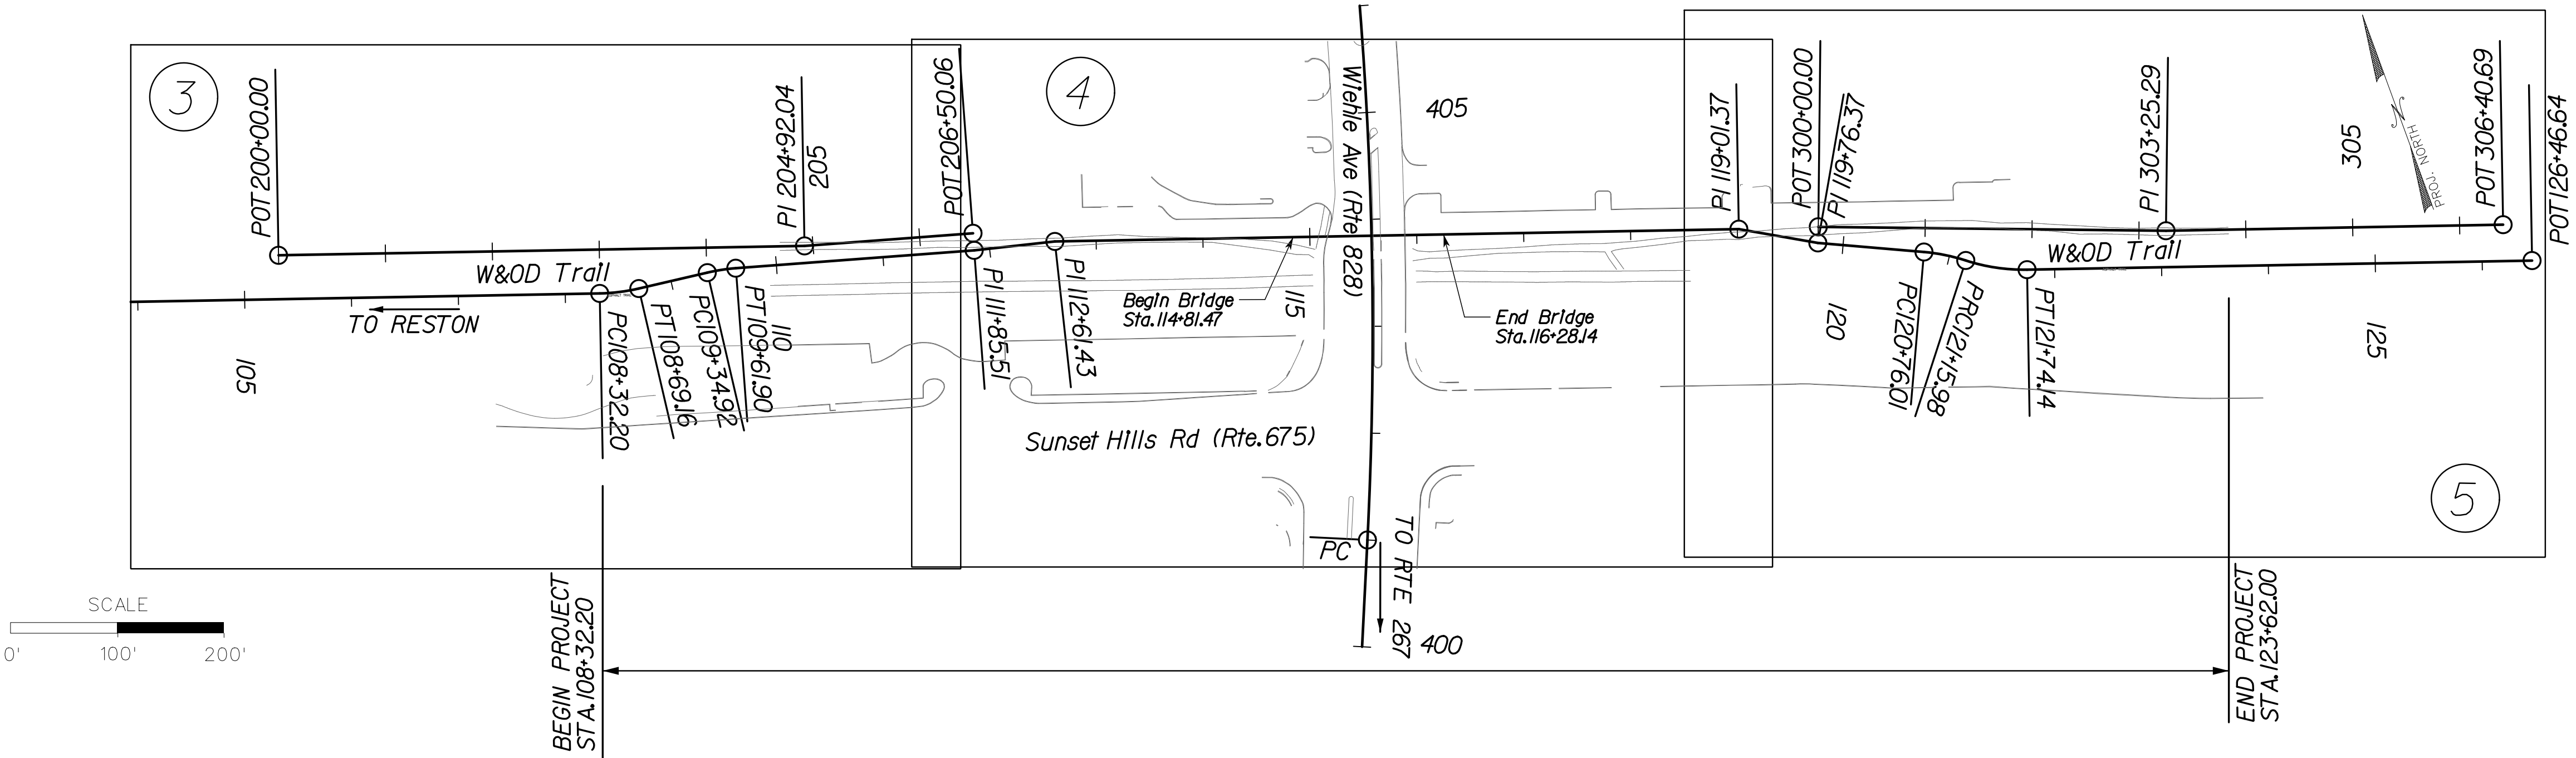 3
POT 200+00.00
PI 204+92.04
205
POT 206+50.06
4
Wiehle Ave (Rte 828)
405
PI 119+01.37
POT 300+00.00
PI 119+76.37
PI 303+25.29
305
PROJ. NORTH
N
POT 306+40.69
POT 126+46.64
W&OD Trail
W&OD Trail
TO RESTON
105
PC 108+32.20
PT 108+69.16
PC 109+34.92
PT 109+61.90
110
PI 111+85.51
PI 112+61.43
Begin Bridge
Sta. 114+81.47
115
End Bridge
Sta. 116+28.14
120
PC 120+76.01
PRC 121+15.98
PT 121+74.14
125
Sunset Hills Rd (Rte. 675)
5
PC
TO RTE 267
400
SCALE
0' 100' 200'
BEGIN PROJECT
STA. 108+32.20
END PROJECT
STA. 123+62.00